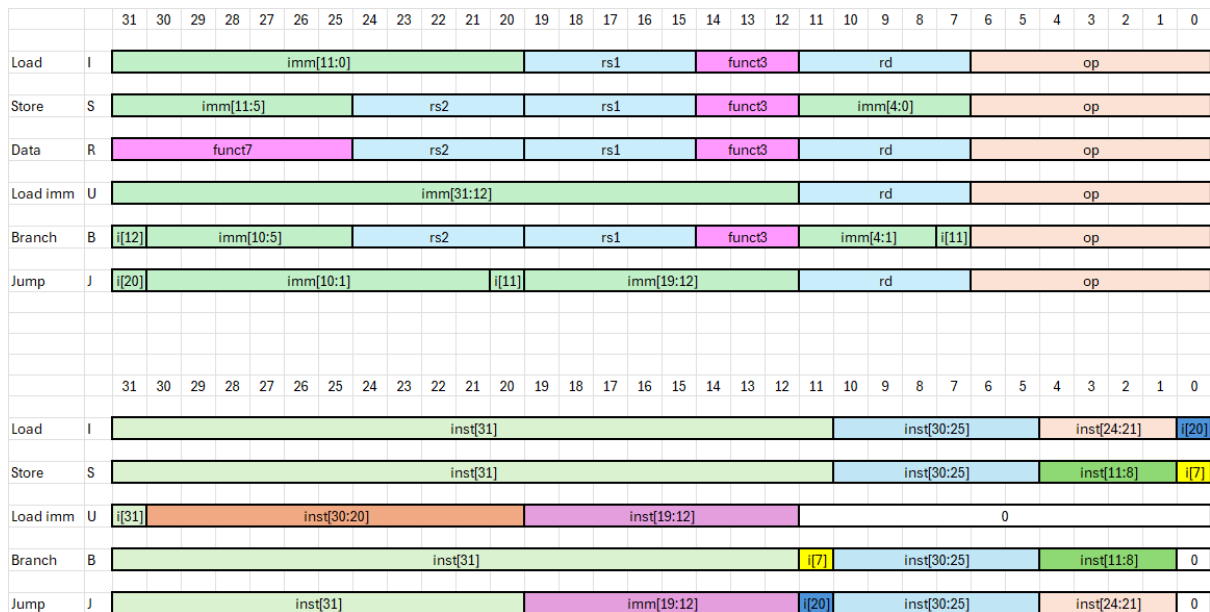 31 30 29 28 27 26 25 24 23 22 21 20 19 18 17 16 15 14 13 12 11 10 9 8 7 6 5 4 3 2 1 0
Load I imm[11:0] rs1 funct3 rd op
Store S imm[11:5] rs2 rs1 funct3 imm[4:0] op
Data R funct7 rs2 rs1 funct3 rd op
Load imm U imm[31:12] rd op
Branch B i[12] imm[10:5] rs2 rs1 funct3 imm[4:1] i[11] op
Jump J i[20] imm[10:1] i[11] imm[19:12] rd op
31 30 29 28 27 26 25 24 23 22 21 20 19 18 17 16 15 14 13 12 11 10 9 8 7 6 5 4 3 2 1 0
Load I inst[31] inst[30:25] inst[24:21] i[20]
Store S inst[31] inst[30:25] inst[11:8] i[7]
Load imm U i[31] inst[30:20] inst[19:12] 0
Branch B inst[31] i[7] inst[30:25] inst[11:8] 0
Jump J inst[31] imm[19:12] i[20] inst[30:25] inst[24:21] 0